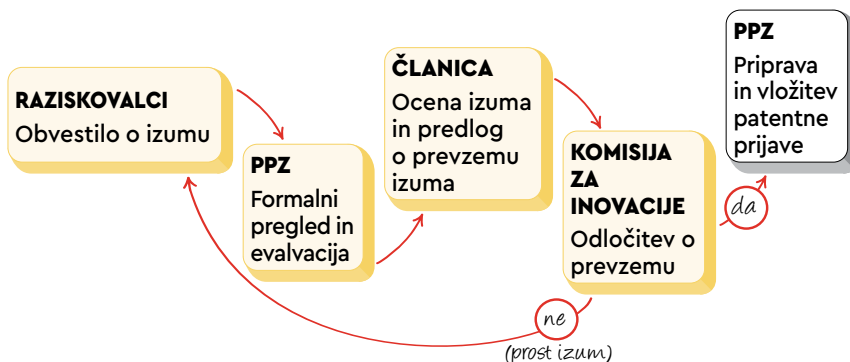 RAZISKOVALCI
Obvestilo o izumu
PPZ
Formalni
pregled in
evalvacija
ČLANICA
Ocena izuma
in predlog
o prevzemu
izuma
KOMISIJA
ZA
INOVACIJE
Odločitev o
prevzemu
da
PPZ
Priprava
in vložitev
patentne
prijave
ne
(prost izum)